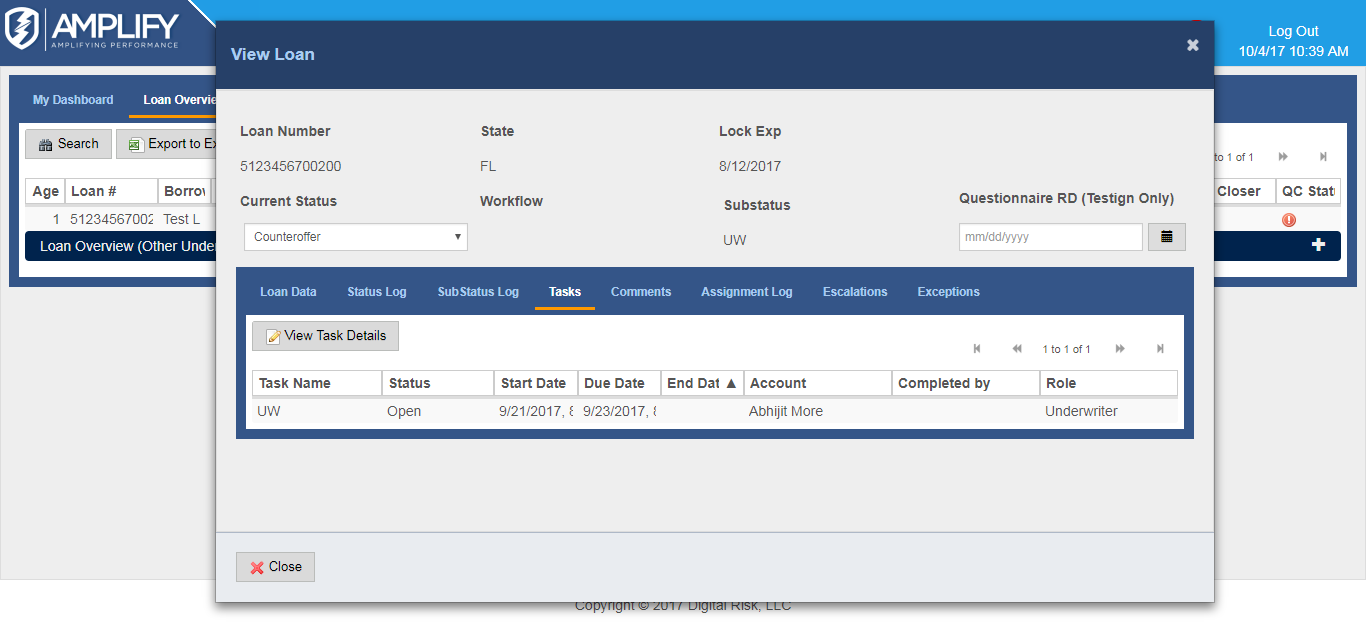 AMPLIFY
AMPLIFYING PERFORMANCE
Log Out
10/4/17 10:39 AM
View Loan
My Dashboard
Loan Overvie
Search
Export to Ex
to 1 of 1
Age
Loan #
Borrow
Closer
QC Stat
1
51234567002
Test L
Loan Overview (Other Under
Loan Number
State
Lock Exp
5123456700200
FL
8/12/2017
Current Status
Workflow
Substatus
Questionnaire RD (Testign Only)
Counteroffer
UW
mm/dd/yyyy
Loan Data
Status Log
SubStatus Log
Tasks
Comments
Assignment Log
Escalations
Exceptions
View Task Details
1 to 1 of 1
Task Name
Status
Start Date
Due Date
End Dat
Account
Completed by
Role
UW
Open
9/21/2017, 8
9/23/2017, 8
Abhijit More
Underwriter
Close
Copyright © 2017 Digital Risk, LLC